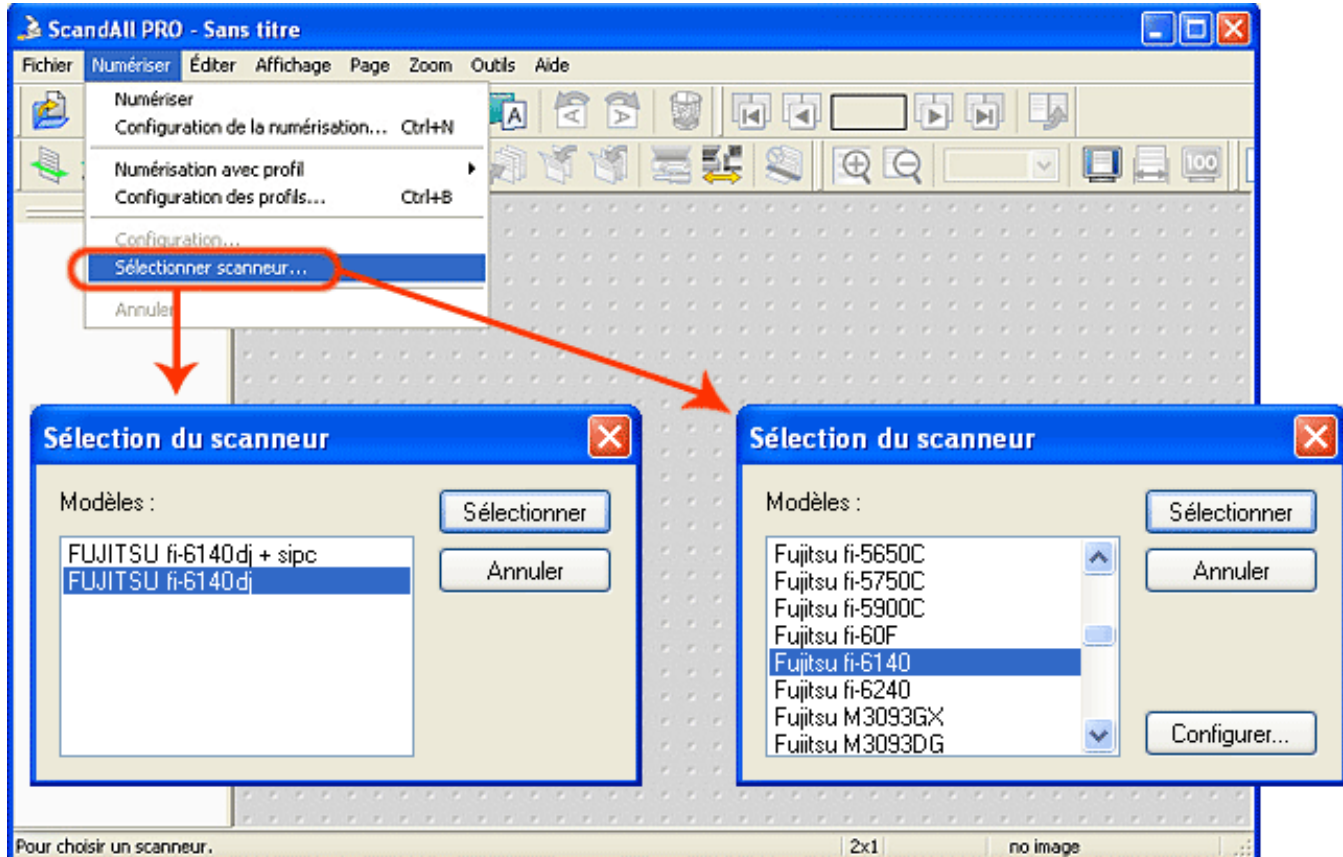 ScandAll PRO - Sans titre
Fichier Numériser Éditer Affichage Page Zoom Outils Aide
Numériser
Configuration de la numérisation... Ctrl+N
Numérisation avec profil
Configuration des profils... Ctrl+B
Configuration...
Sélectionner scanneur...
Annuler
A
A
A
100
Sélection du scanneur
Modèles :
FUJITSU fi-6140dj + sipc
FUJITSU fi-6140dj
Sélectionner
Annuler
Sélection du scanneur
Modèles :
Fujitsu fi-5650C
Fujitsu fi-5750C
Fujitsu fi-5900C
Fujitsu fi-60F
Fujitsu fi-6140
Fujitsu fi-6240
Fujitsu M3093GX
Fujitsu M3093DG
Sélectionner
Annuler
Configurer...
Pour choisir un scanneur. 2x1 no image